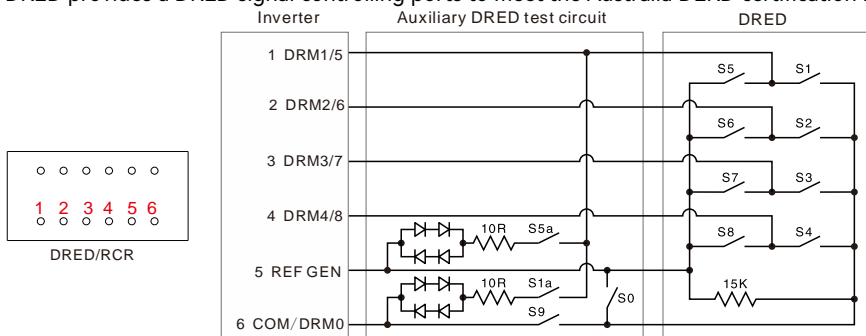 DRED provides a DRED signal controlling ports to meet the Australia DERD certification
Inverter Auxiliary DRED test circuit DRED
1 DRM1/5
S5 S1
2 DRM2/6
S6 S2
3 DRM3/7
S7 S3
1 2 3 4 5 6
4 DRM4/8
10R S5a
S8 S4
DRED/RCR
5 REF GEN
10R S1a
15K
S0
S9
6 COM/DRM0